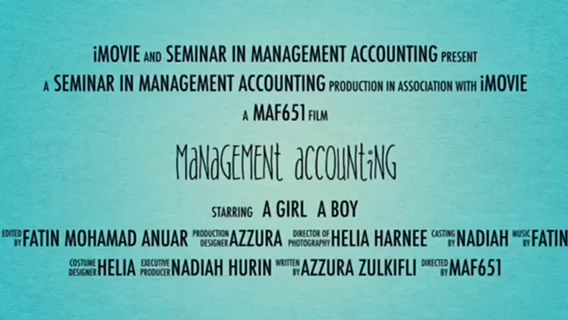 iMOVIE AND SEMINAR IN MANAGEMENT ACCOUNTING PRESENT
A SEMINAR IN MANAGEMENT ACCOUNTING PRODUCTION IN ASSOCIATION WITH iMOVIE
A MAF651 FILM
MANAGEMENT ACCOUNTING
STARRING A GIRL A BOY
EDITED BY FATIN MOHAMAD ANUAR PRODUCTION DESIGNER AZZURA DIRECTOR OF PHOTOGRAPHY HELIA HARNEE CASTING BY NADIAH MUSIC BY FATIN
COSTUME DESIGNER HELIA EXECUTIVE PRODUCER NADIAH HURIN WRITTEN BY AZZURA ZULKIFLI DIRECTED BY MAF651